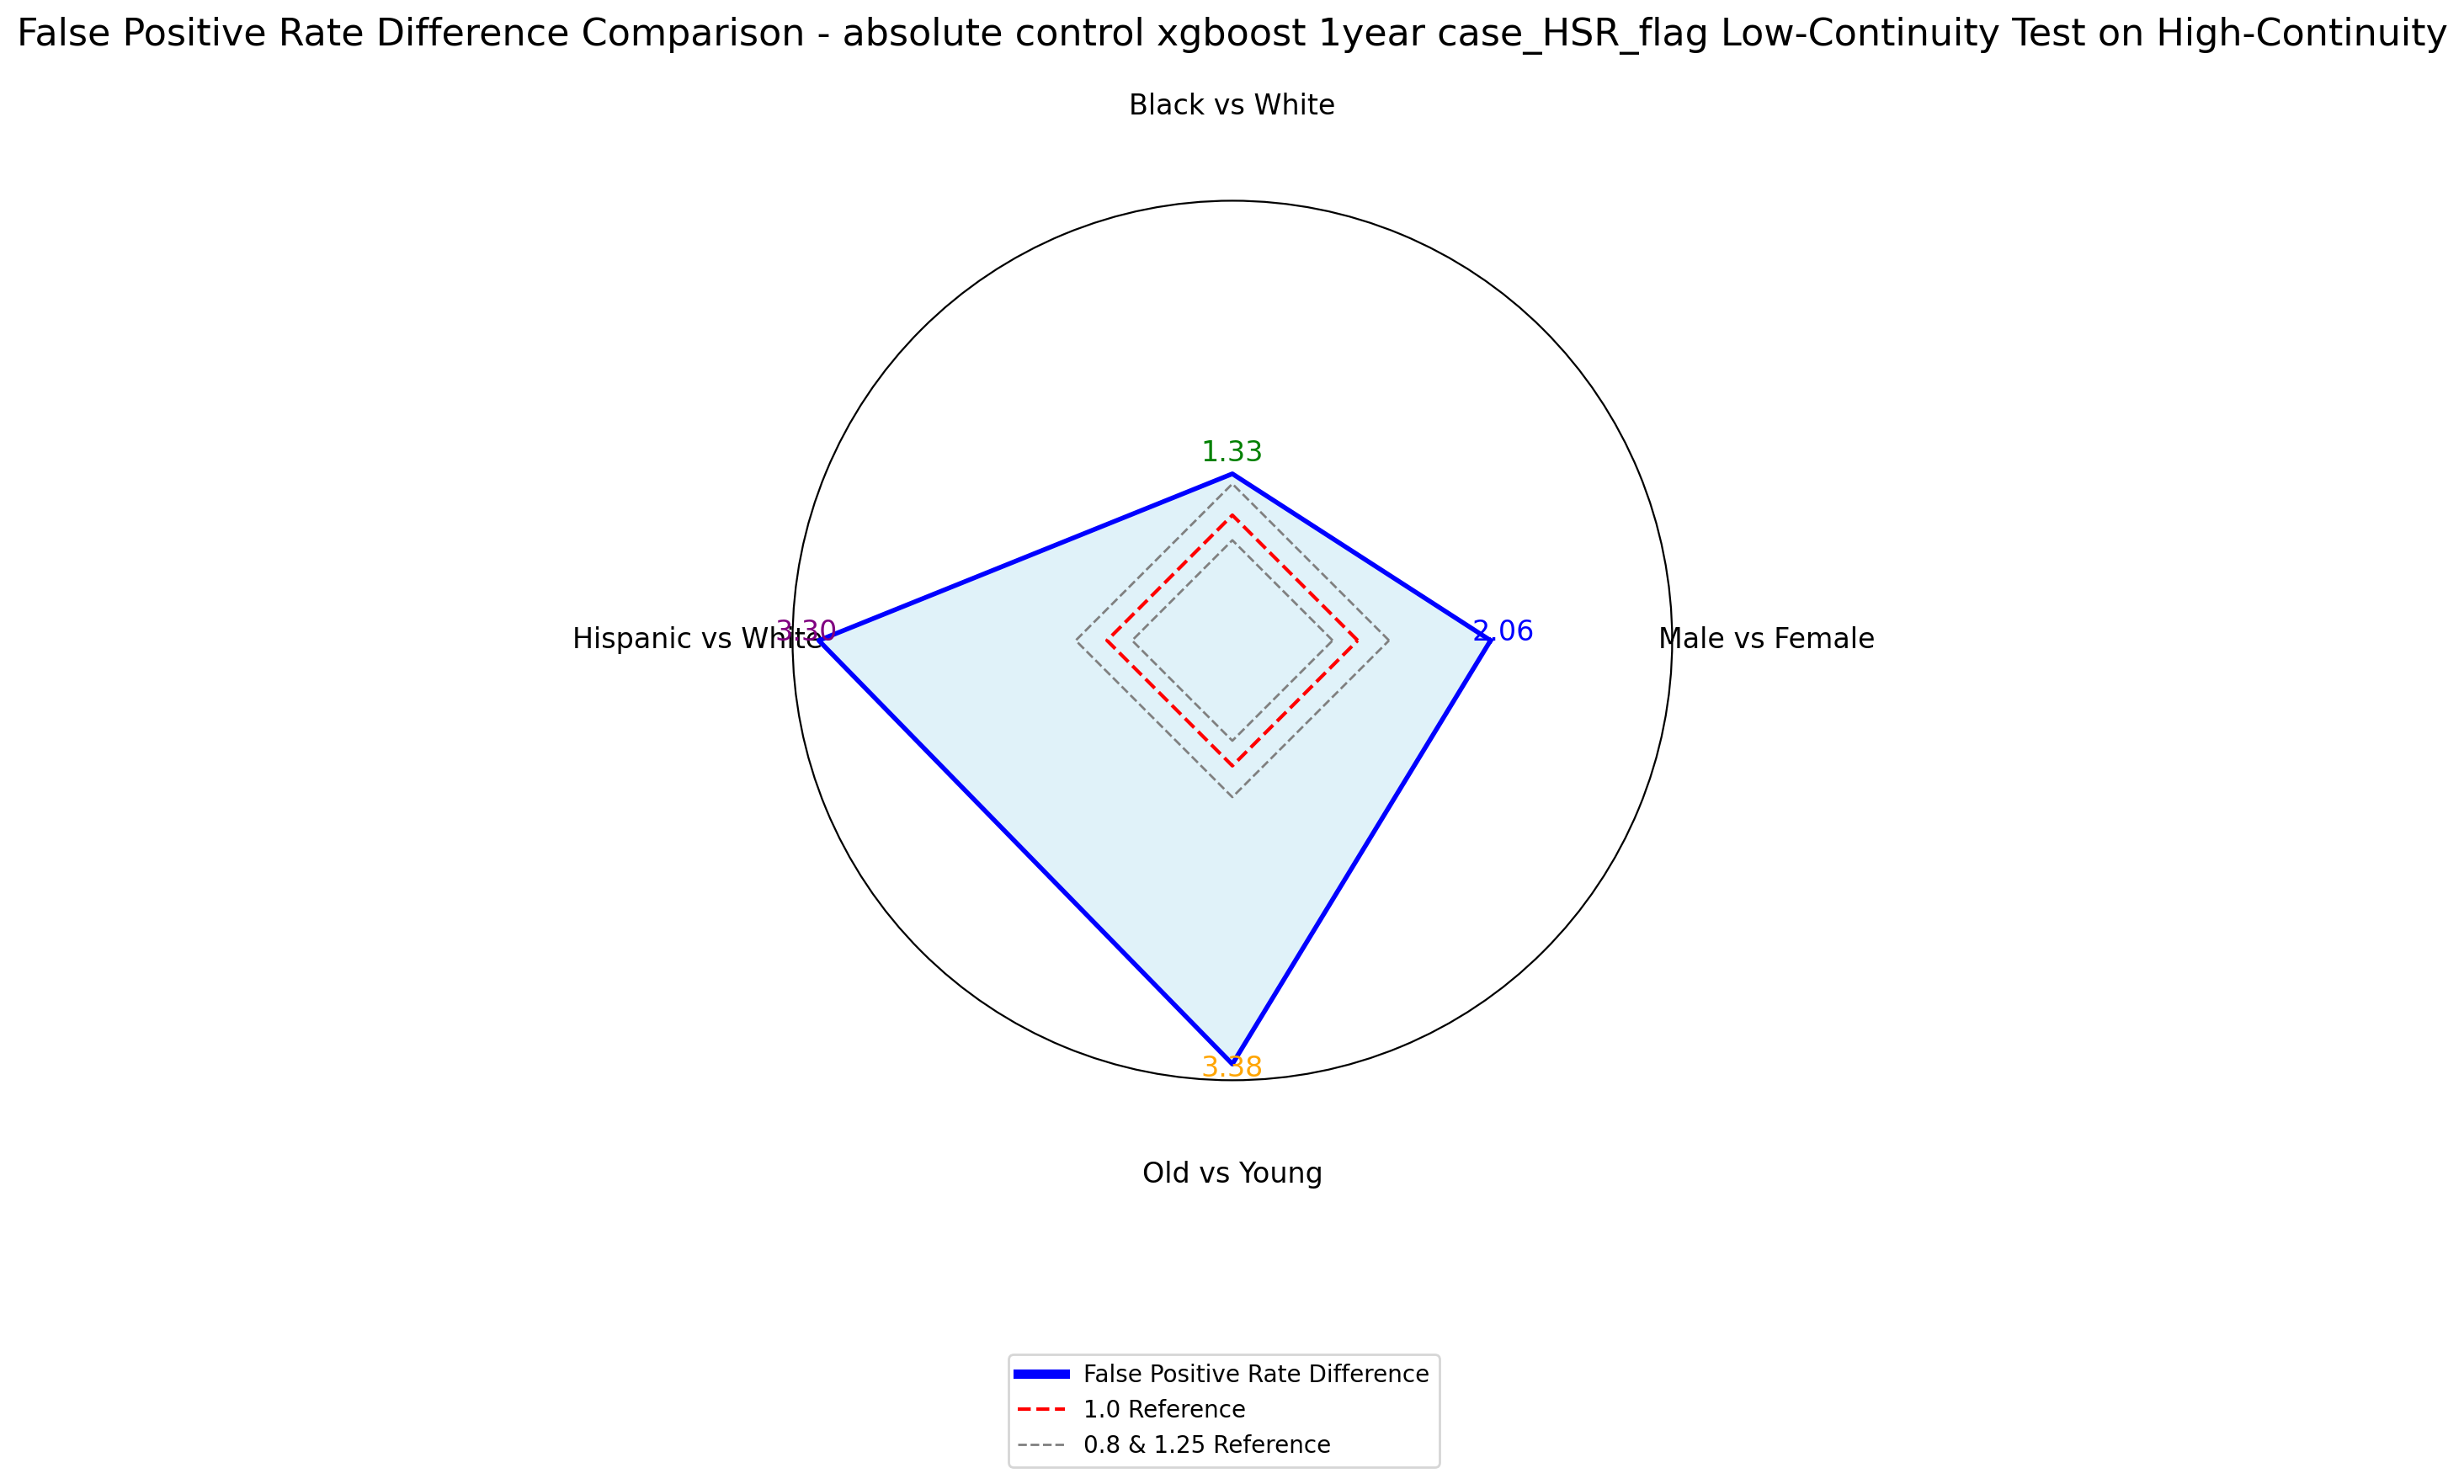 False Positive Rate Difference Comparison - absolute control xgboost 1year case_HSR_flag Low-Continuity Test on High-Continuity
Black vs White
1.33
Hispanic vs White
3.30
2.06
Male vs Female
3.38
Old vs Young
False Positive Rate Difference
1.0 Reference
0.8 & 1.25 Reference